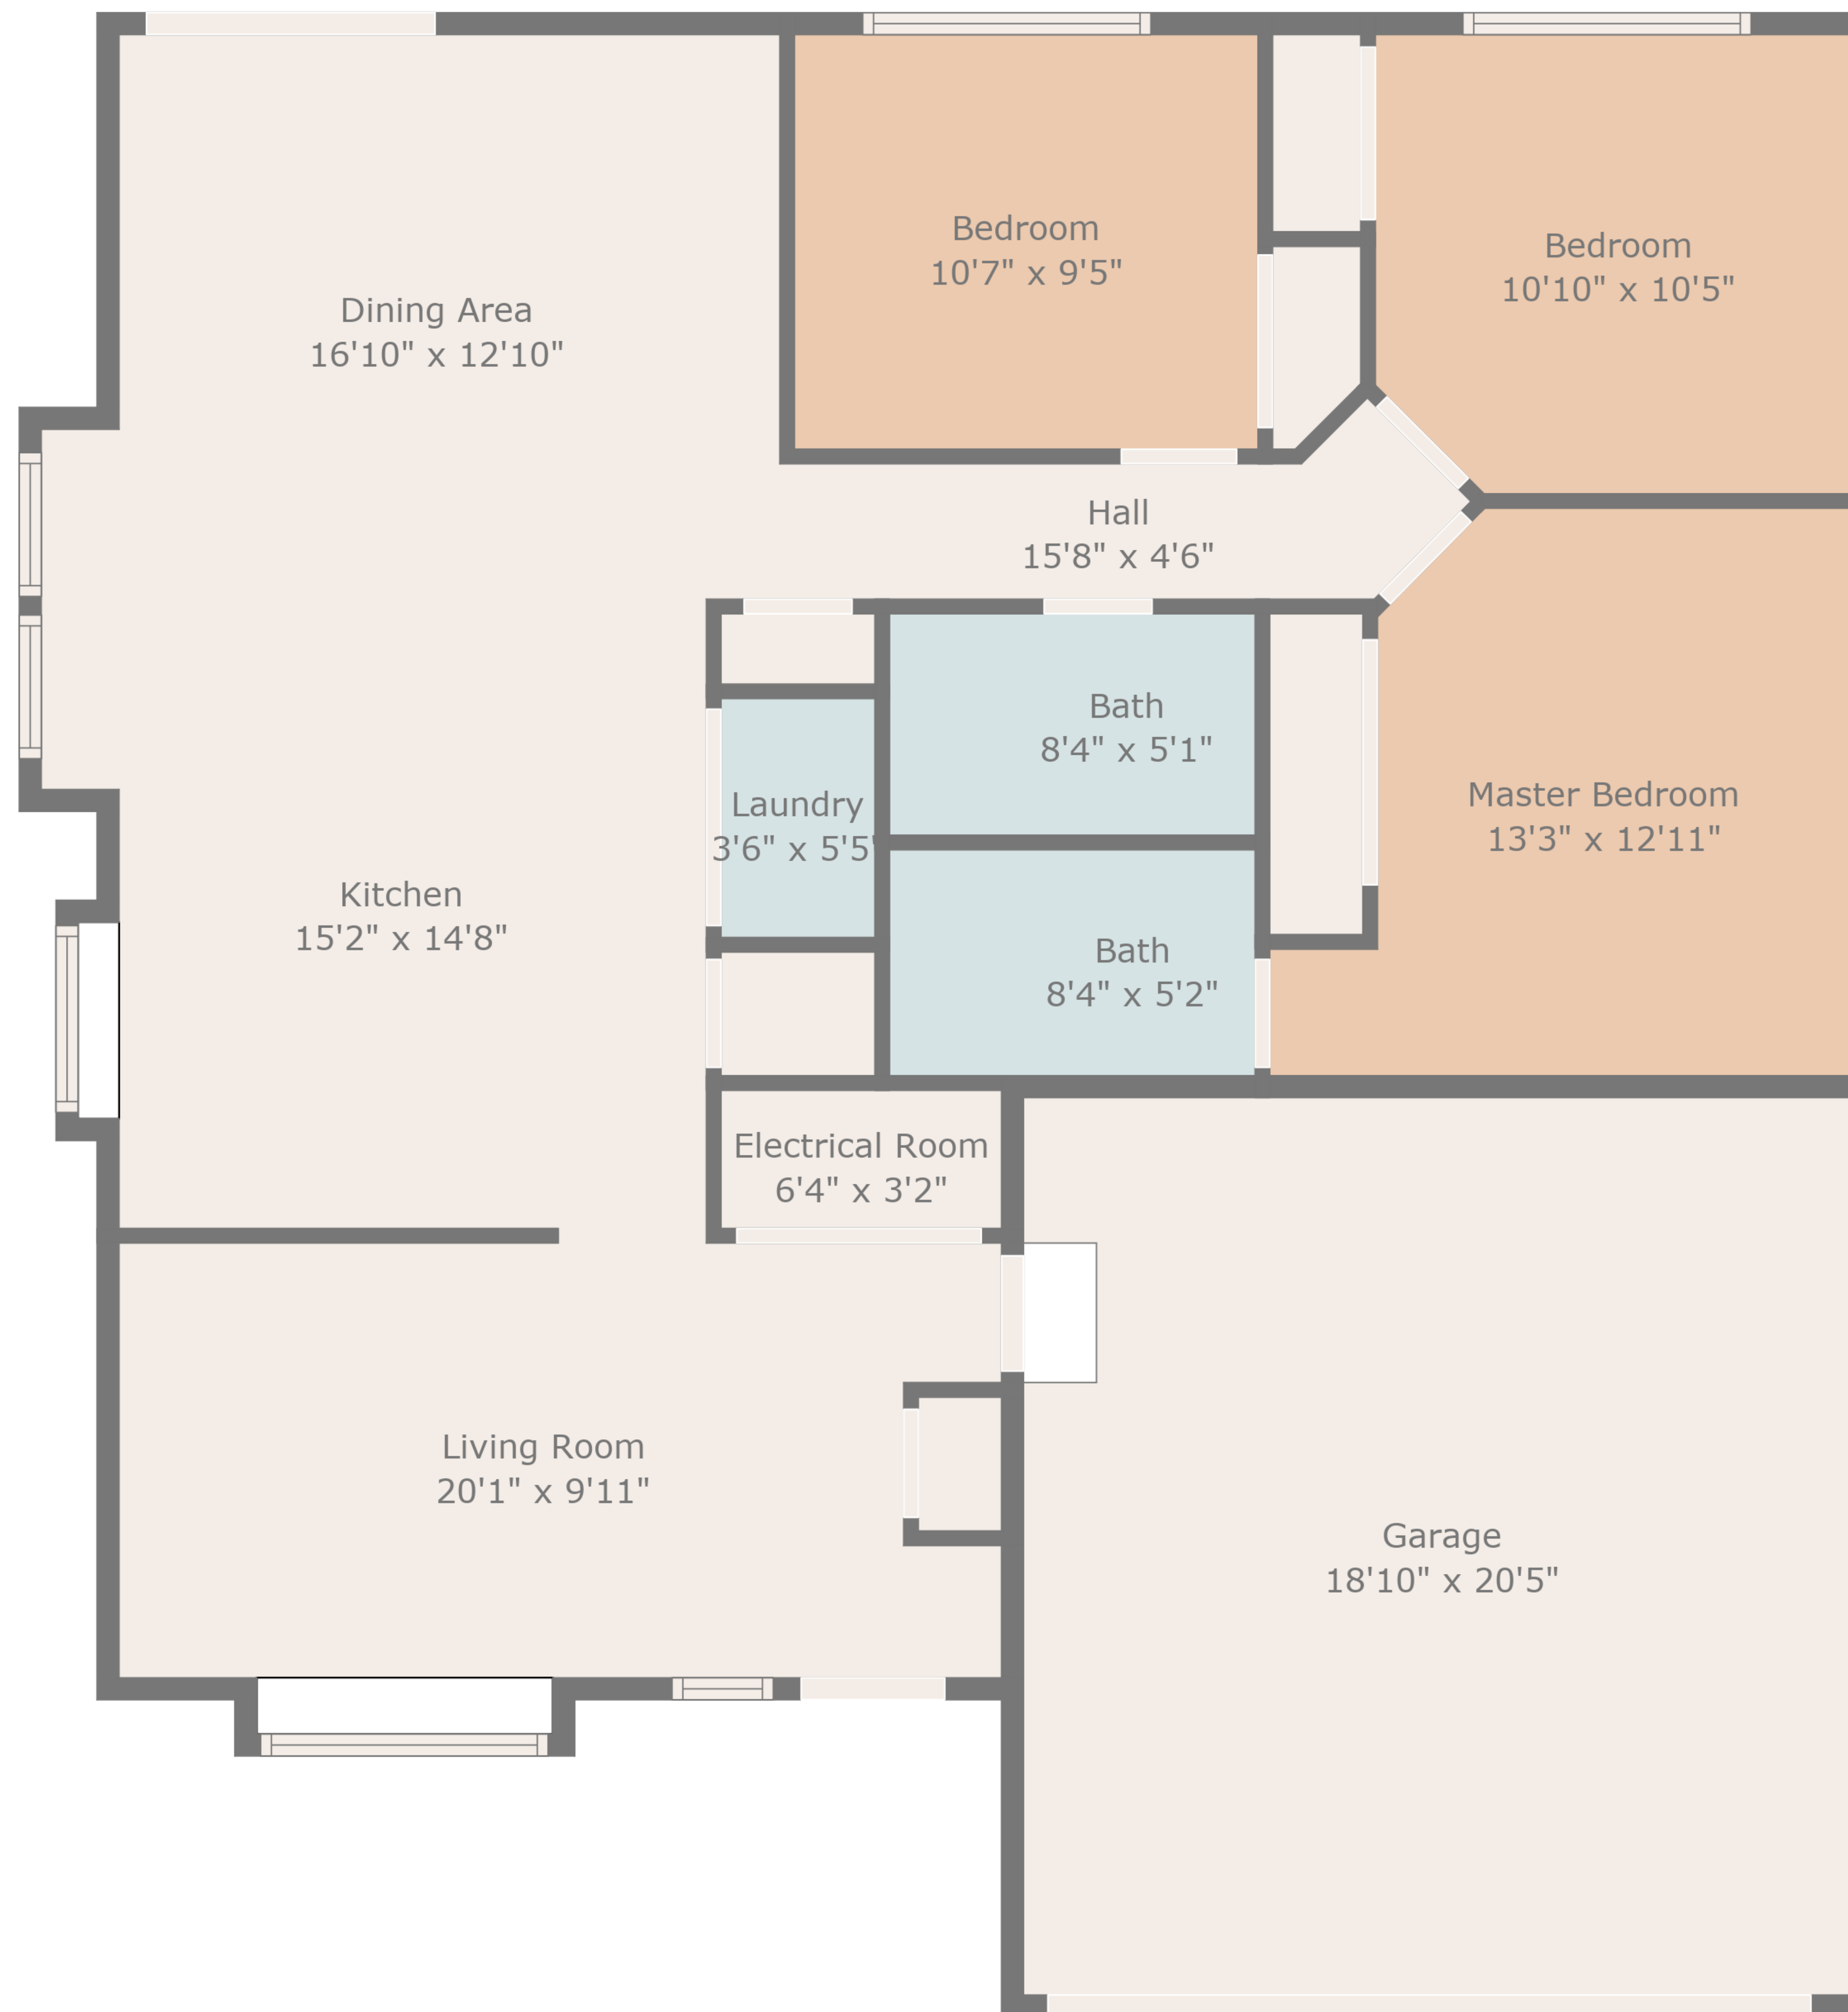 Bedroom
10'7" x 9'5"
Bedroom
10'10" x 10'5"
Dining Area
16'10" x 12'10"
Hall
15'8" x 4'6"
Bath
8'4" x 5'1"
Laundry
3'6" x 5'5"
Master Bedroom
13'3" x 12'11"
Kitchen
15'2" x 14'8"
Bath
8'4" x 5'2"
Electrical Room
6'4" x 3'2"
Living Room
20'1" x 9'11"
Garage
18'10" x 20'5"